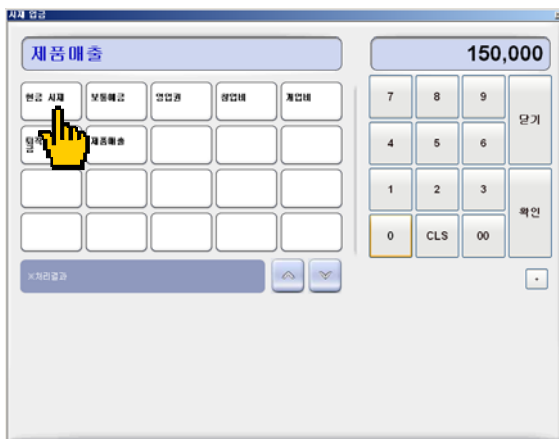 시재 입금
제품매출
150,000
현금 시재
보통예금
영업권
창업비
개업비
제품매출
7
8
9
닫기
4
5
6
1
2
3
확인
0
CLS
00
※처리결과